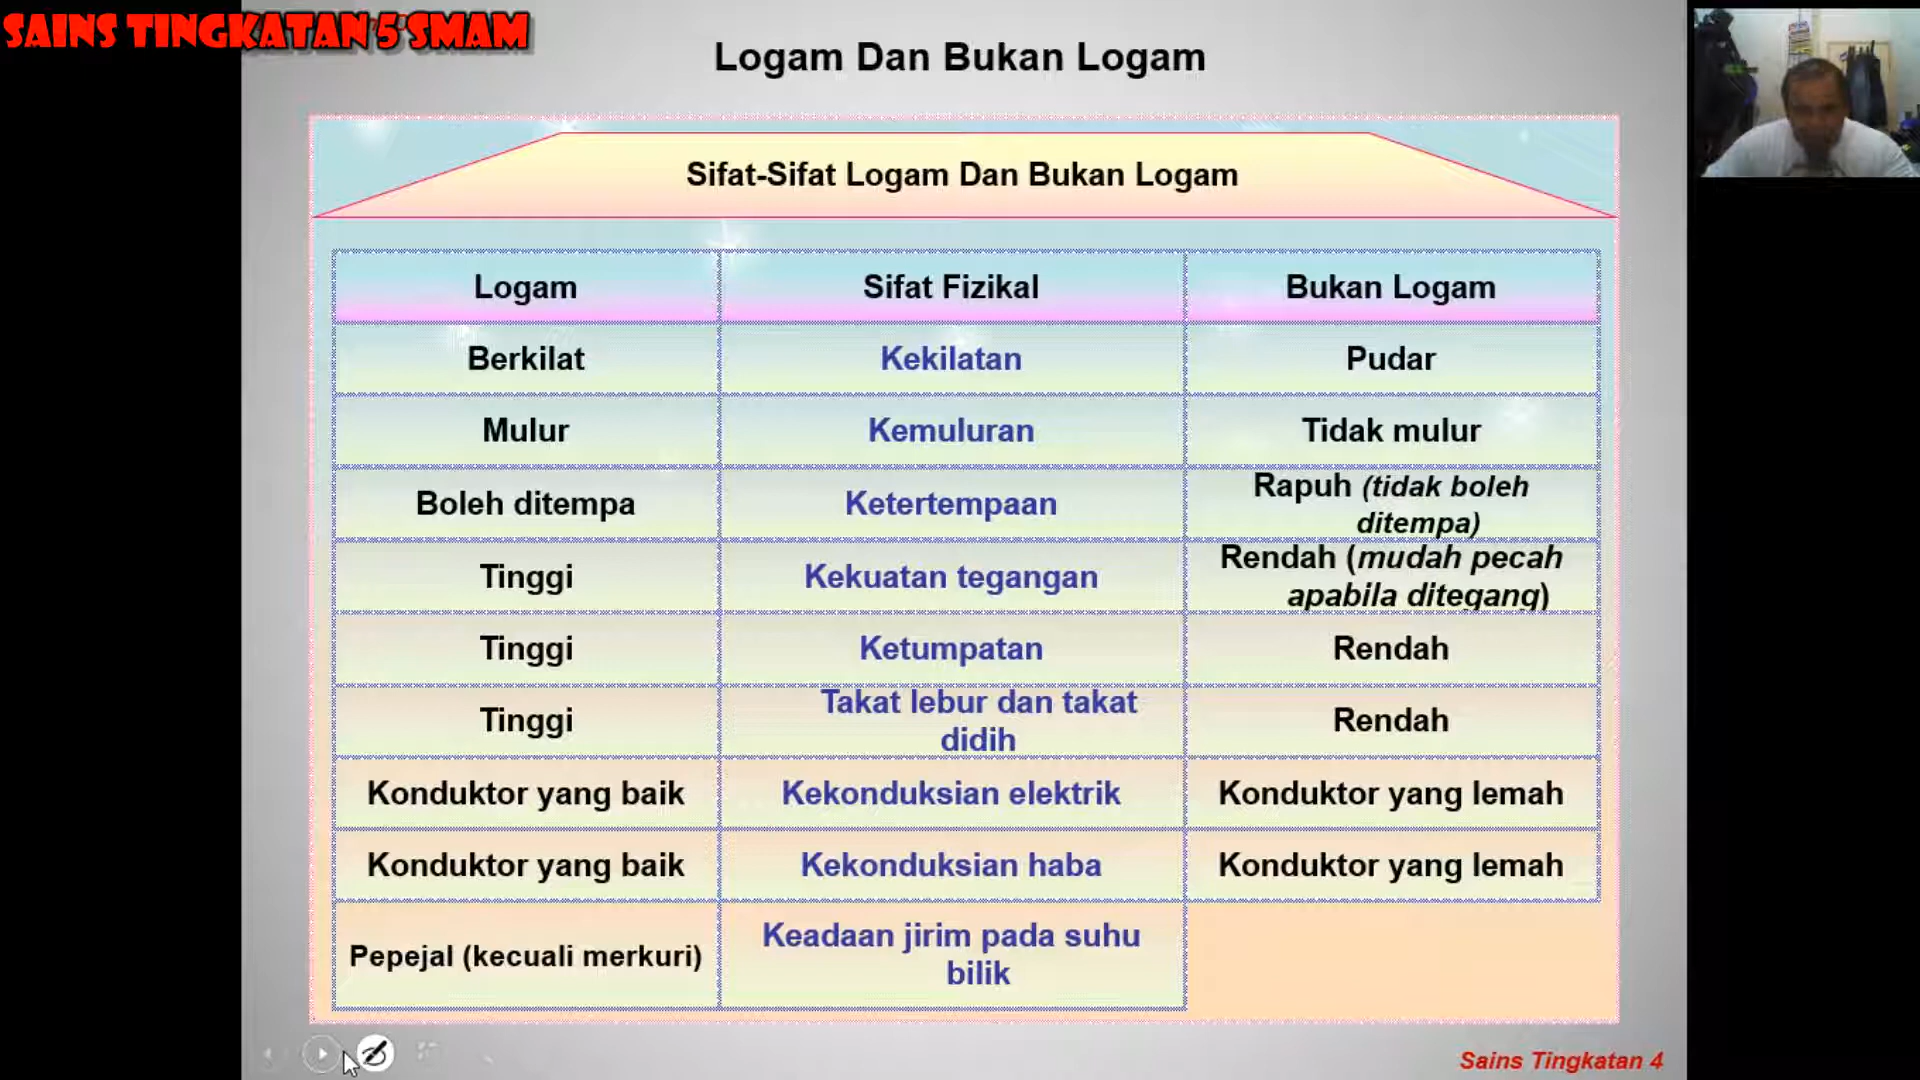 SAINS TINGKATAN 5 SMAM
Logam Dan Bukan Logam
Sifat-Sifat Logam Dan Bukan Logam
Logam
Sifat Fizikal
Bukan Logam
Berkilat
Kekilatan
Pudar
Mulur
Kemuluran
Tidak mulur
Boleh ditempa
Ketertempaan
Rapuh (tidak boleh
ditempa)
Tinggi
Kekuatan tegangan
Rendah (mudah pecah
apabila ditegang)
Tinggi
Ketumpatan
Rendah
Tinggi
Takat lebur dan takat
didih
Rendah
Konduktor yang baik
Kekonduksian elektrik
Konduktor yang lemah
Konduktor yang baik
Kekonduksian haba
Konduktor yang lemah
Pepejal (kecuali merkuri)
Keadaan jirim pada suhu
bilik
Sains Tingkatan 4